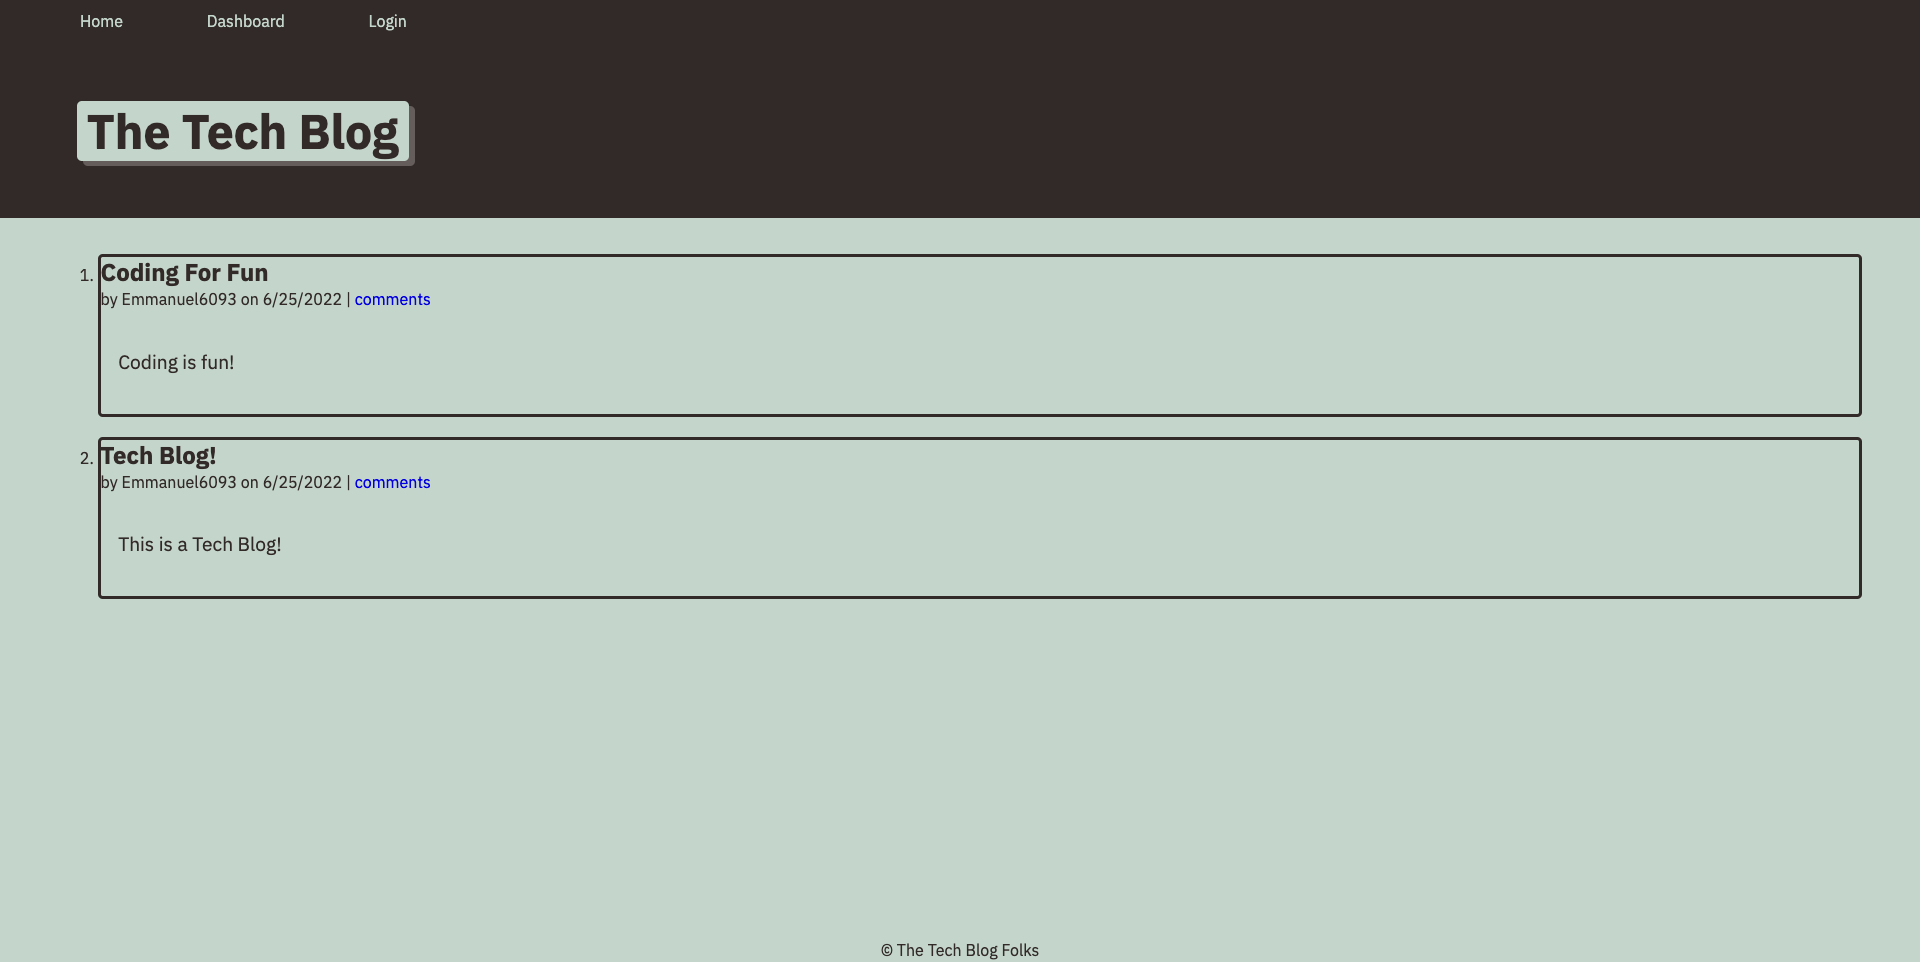 Home Dashboard Login
The Tech Blog
1. Coding For Fun
by Emmanuel6093 on 6/25/2022 | comments
Coding is fun!
2. Tech Blog!
by Emmanuel6093 on 6/25/2022 | comments
This is a Tech Blog!
© The Tech Blog Folks